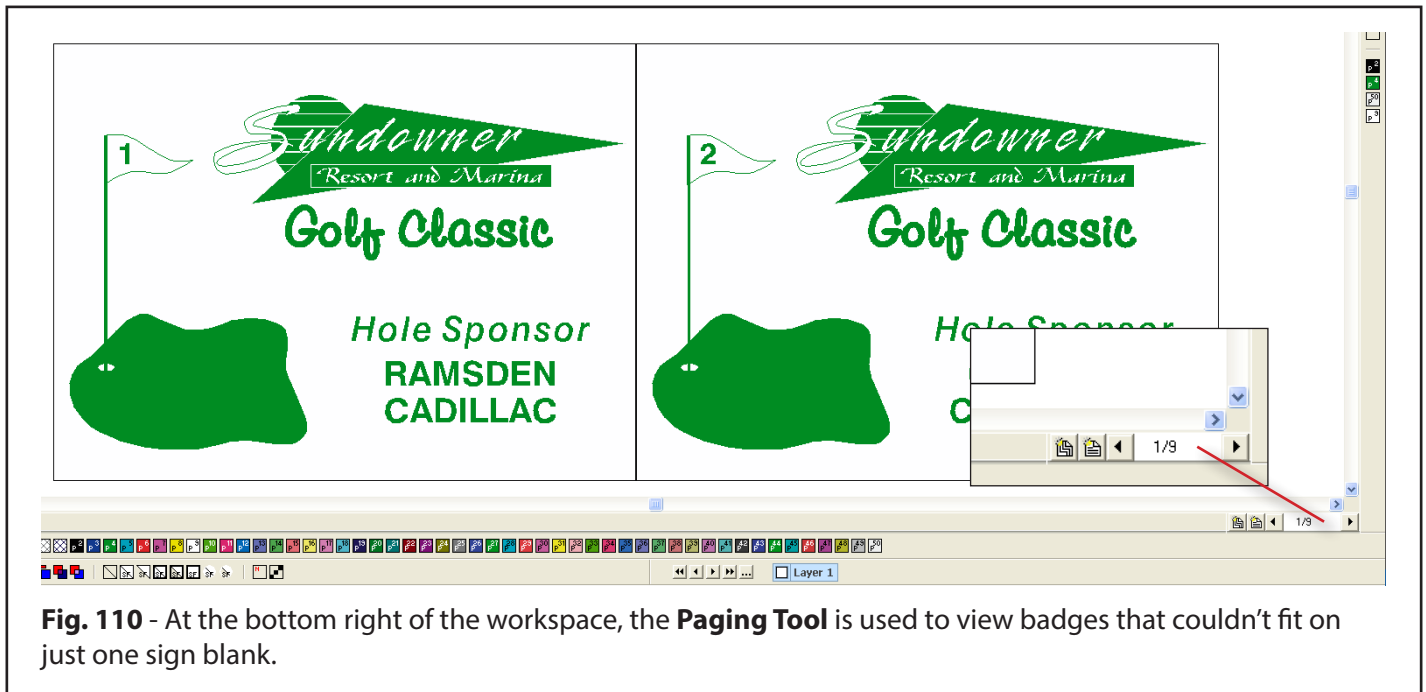 1
Sundowner
Resort and Marina
Golf Classic
Hole Sponsor
RAMSDEN
CADILLAC
2
Sundowner
Resort and Marina
Golf Classic
Hole Sponsor
C
1/9
1/9
Layer 1
Fig. 110 - At the bottom right of the workspace, the Paging Tool is used to view badges that couldn’t fit on
just one sign blank.